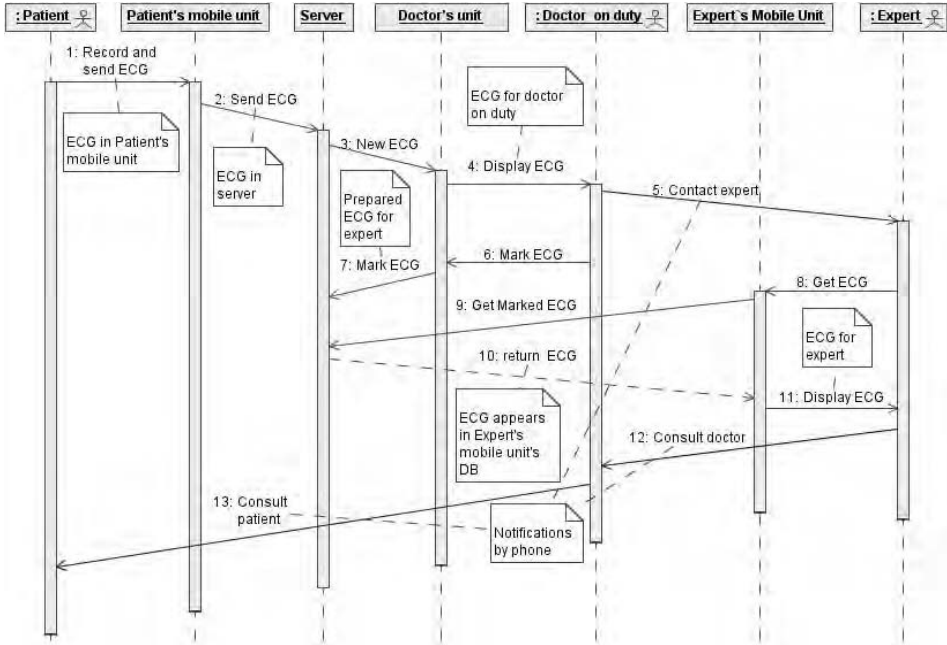 : Patient
Patient's mobile unit
Server
Doctor's unit
: Doctor on duty
Expert`s Mobile Unit
: Expert
1: Record and
send ECG
ECG in Patient's
mobile unit
2: Send ECG
ECG in
server
3: New ECG
ECG for doctor
on duty
4: Display ECG
5: Contact expert
Prepared
ECG for
expert
6: Mark ECG
7: Mark ECG
8: Get ECG
9: Get Marked ECG
ECG for
expert
10: return ECG
11: Display ECG
ECG appears
in Expert's
mobile unit's
DB
12: Consult doctor
13: Consult
patient
Notifications
by phone